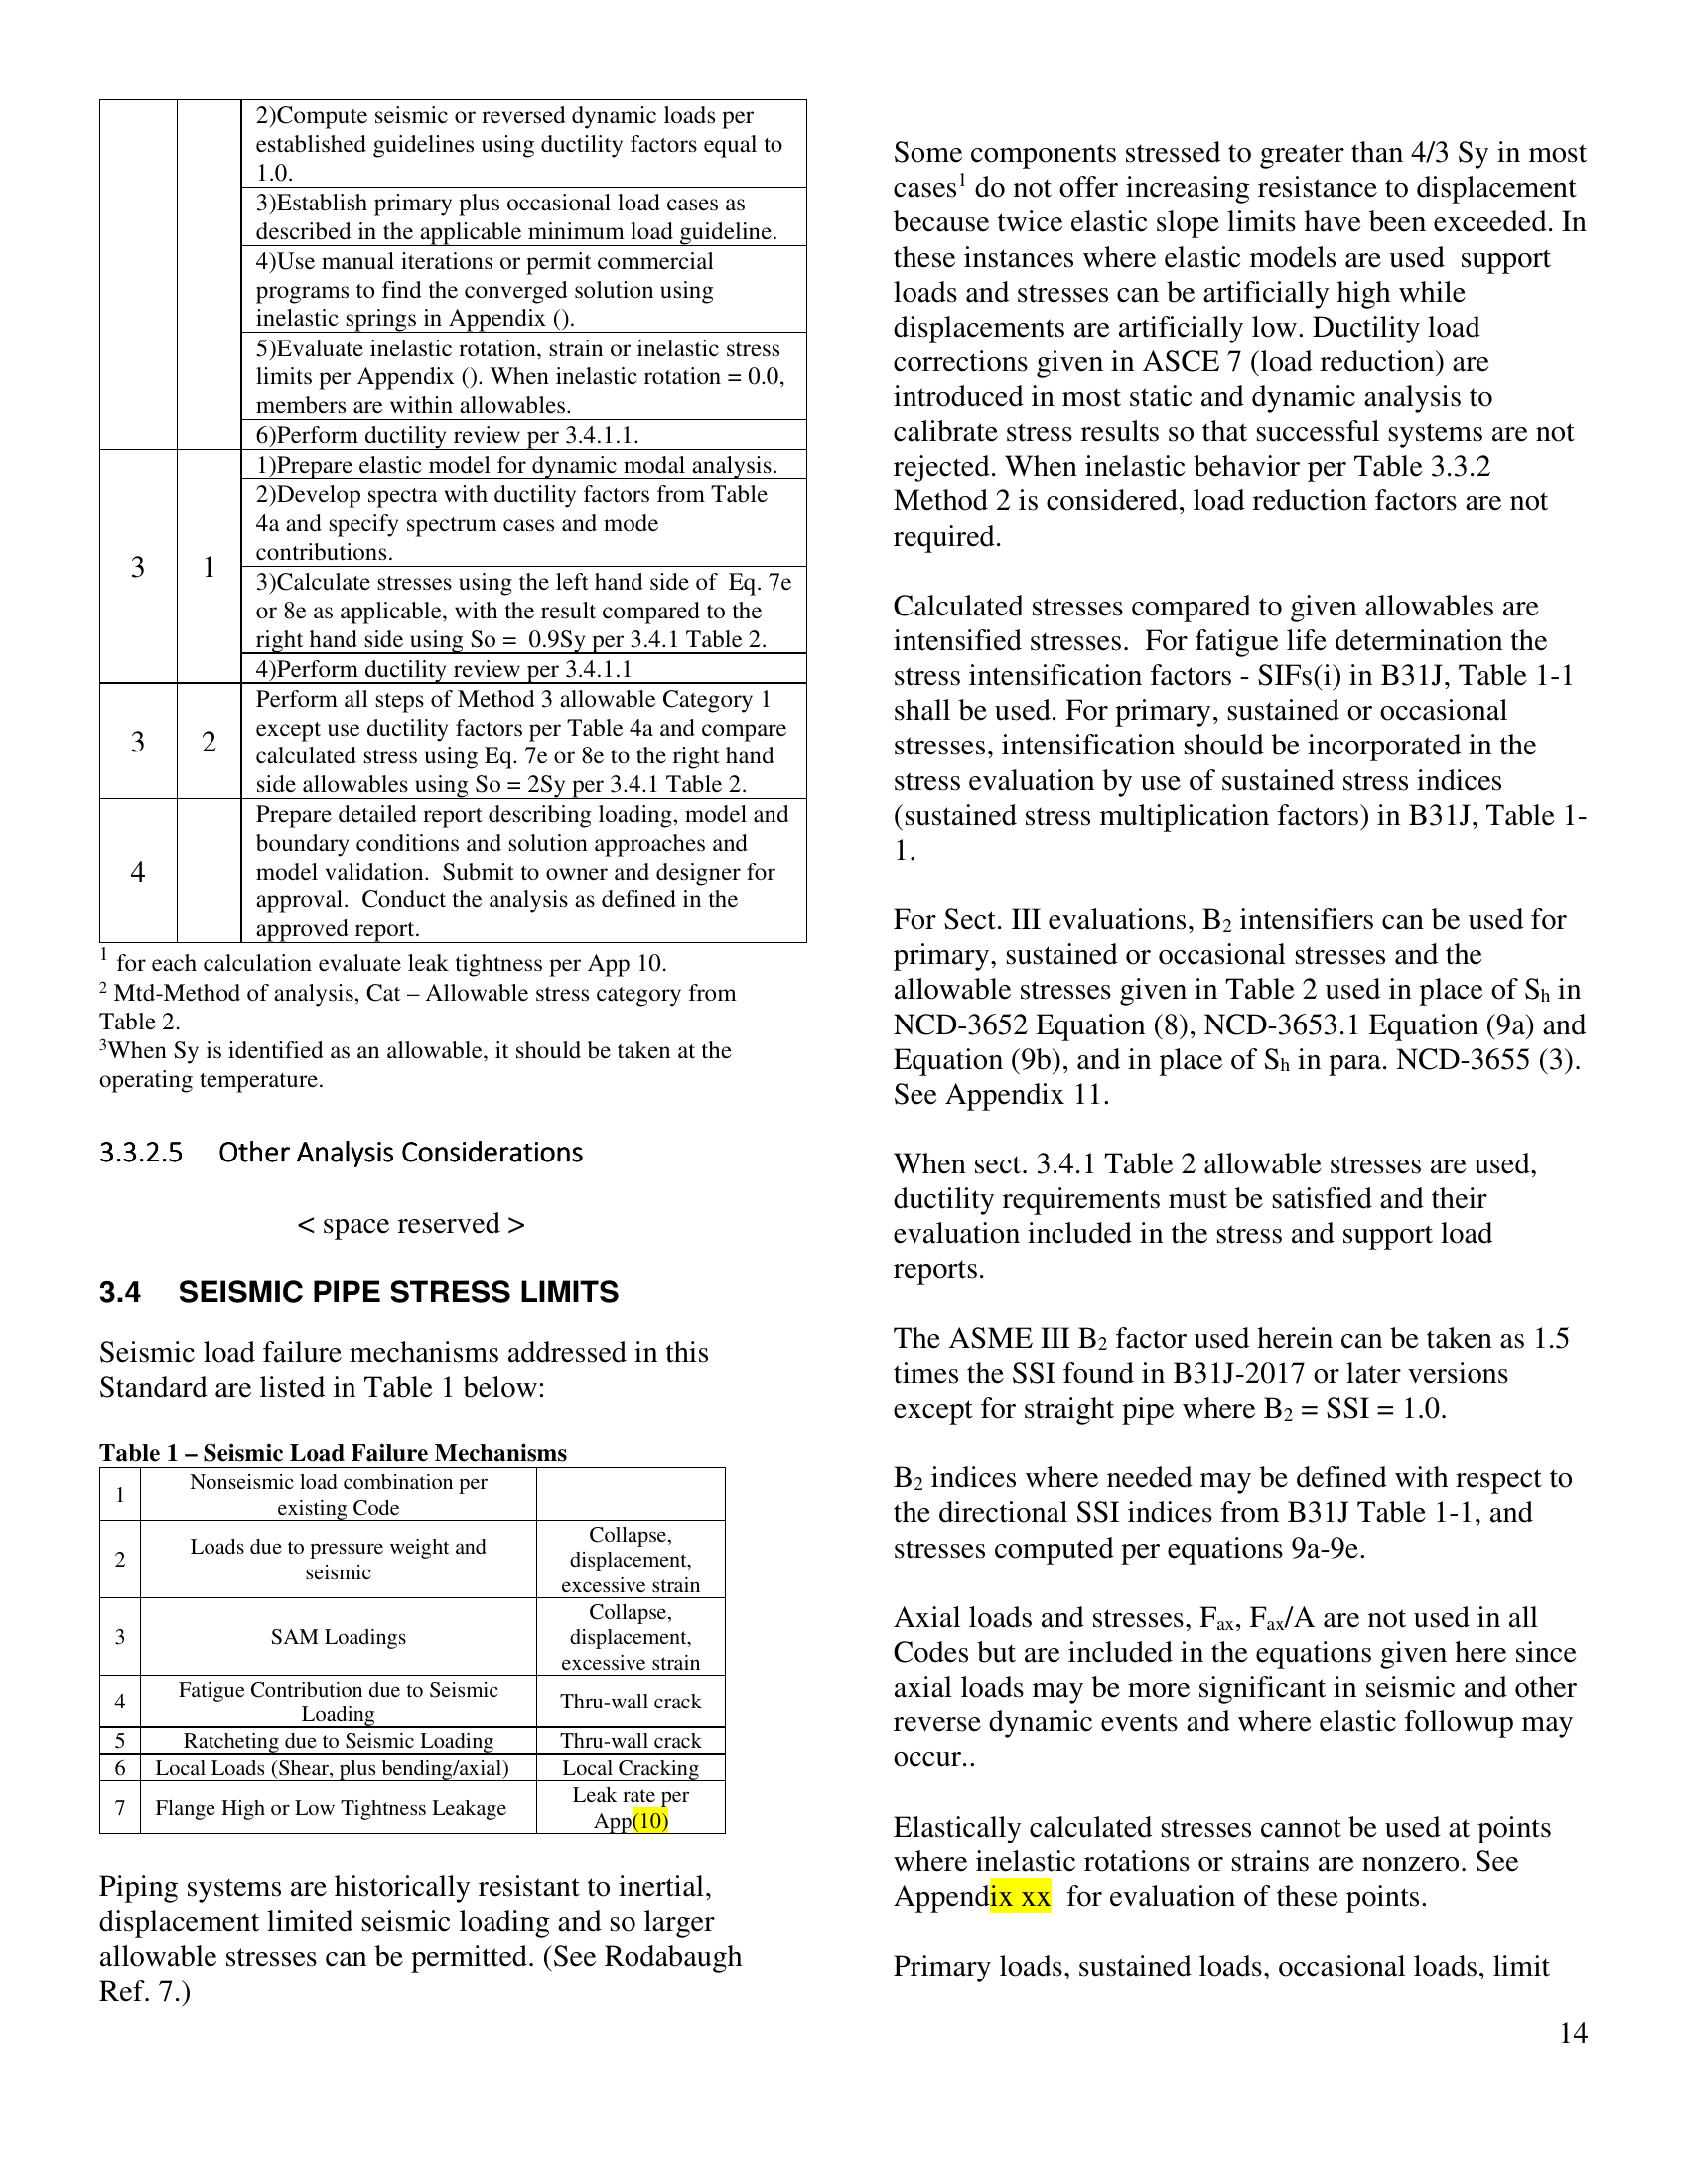 2)Compute seismic or reversed dynamic loads per
established guidelines using ductility factors equal to
1.0.
3)Establish primary plus occasional load cases as
described in the applicable minimum load guideline.
4)Use manual iterations or permit commercial
programs to find the converged solution using
inelastic springs in Appendix ().
5)Evaluate inelastic rotation, strain or inelastic stress
limits per Appendix (). When inelastic rotation = 0.0,
members are within allowables.
6)Perform ductility review per 3.4.1.1.
3 1
1)Prepare elastic model for dynamic modal analysis.
2)Develop spectra with ductility factors from Table
4a and specify spectrum cases and mode
contributions.
3)Calculate stresses using the left hand side of  Eq. 7e
or 8e as applicable, with the result compared to the
right hand side using So =  0.9Sy per 3.4.1 Table 2.
4)Perform ductility review per 3.4.1.1
3 2
Perform all steps of Method 3 allowable Category 1
except use ductility factors per Table 4a and compare
calculated stress using Eq. 7e or 8e to the right hand
side allowables using So = 2Sy per 3.4.1 Table 2.
4
Prepare detailed report describing loading, model and
boundary conditions and solution approaches and
model validation.  Submit to owner and designer for
approval.  Conduct the analysis as defined in the
approved report.
1 for each calculation evaluate leak tightness per App 10.
2 Mtd-Method of analysis, Cat – Allowable stress category from
Table 2.
3When Sy is identified as an allowable, it should be taken at the
operating temperature.
3.3.2.5 Other Analysis Considerations
< space reserved >
3.4 SEISMIC PIPE STRESS LIMITS
Seismic load failure mechanisms addressed in this
Standard are listed in Table 1 below:
Table 1 – Seismic Load Failure Mechanisms
1
Nonseismic load combination per
existing Code
2
Loads due to pressure weight and
seismic
Collapse,
displacement,
excessive strain
3
SAM Loadings
Collapse,
displacement,
excessive strain
4
Fatigue Contribution due to Seismic
Loading
Thru-wall crack
5 Ratcheting due to Seismic Loading Thru-wall crack
6 Local Loads (Shear, plus bending/axial) Local Cracking
7 Flange High or Low Tightness Leakage
Leak rate per
App(10)
Piping systems are historically resistant to inertial,
displacement limited seismic loading and so larger
allowable stresses can be permitted. (See Rodabaugh
Ref. 7.)
Some components stressed to greater than 4/3 Sy in most
cases1 do not offer increasing resistance to displacement
because twice elastic slope limits have been exceeded. In
these instances where elastic models are used  support
loads and stresses can be artificially high while
displacements are artificially low. Ductility load
corrections given in ASCE 7 (load reduction) are
introduced in most static and dynamic analysis to
calibrate stress results so that successful systems are not
rejected. When inelastic behavior per Table 3.3.2
Method 2 is considered, load reduction factors are not
required.
Calculated stresses compared to given allowables are
intensified stresses.  For fatigue life determination the
stress intensification factors - SIFs(i) in B31J, Table 1-1
shall be used. For primary, sustained or occasional
stresses, intensification should be incorporated in the
stress evaluation by use of sustained stress indices
(sustained stress multiplication factors) in B31J, Table 1-
1.
For Sect. III evaluations, B2 intensifiers can be used for
primary, sustained or occasional stresses and the
allowable stresses given in Table 2 used in place of Sh in
NCD-3652 Equation (8), NCD-3653.1 Equation (9a) and
Equation (9b), and in place of Sh in para. NCD-3655 (3).
See Appendix 11.
When sect. 3.4.1 Table 2 allowable stresses are used,
ductility requirements must be satisfied and their
evaluation included in the stress and support load
reports.
The ASME III B2 factor used herein can be taken as 1.5
times the SSI found in B31J-2017 or later versions
except for straight pipe where B2 = SSI = 1.0.
B2 indices where needed may be defined with respect to
the directional SSI indices from B31J Table 1-1, and
stresses computed per equations 9a-9e.
Axial loads and stresses, Fax, Fax/A are not used in all
Codes but are included in the equations given here since
axial loads may be more significant in seismic and other
reverse dynamic events and where elastic followup may
occur..
Elastically calculated stresses cannot be used at points
where inelastic rotations or strains are nonzero. See
Appendix xx  for evaluation of these points.
Primary loads, sustained loads, occasional loads, limit
14